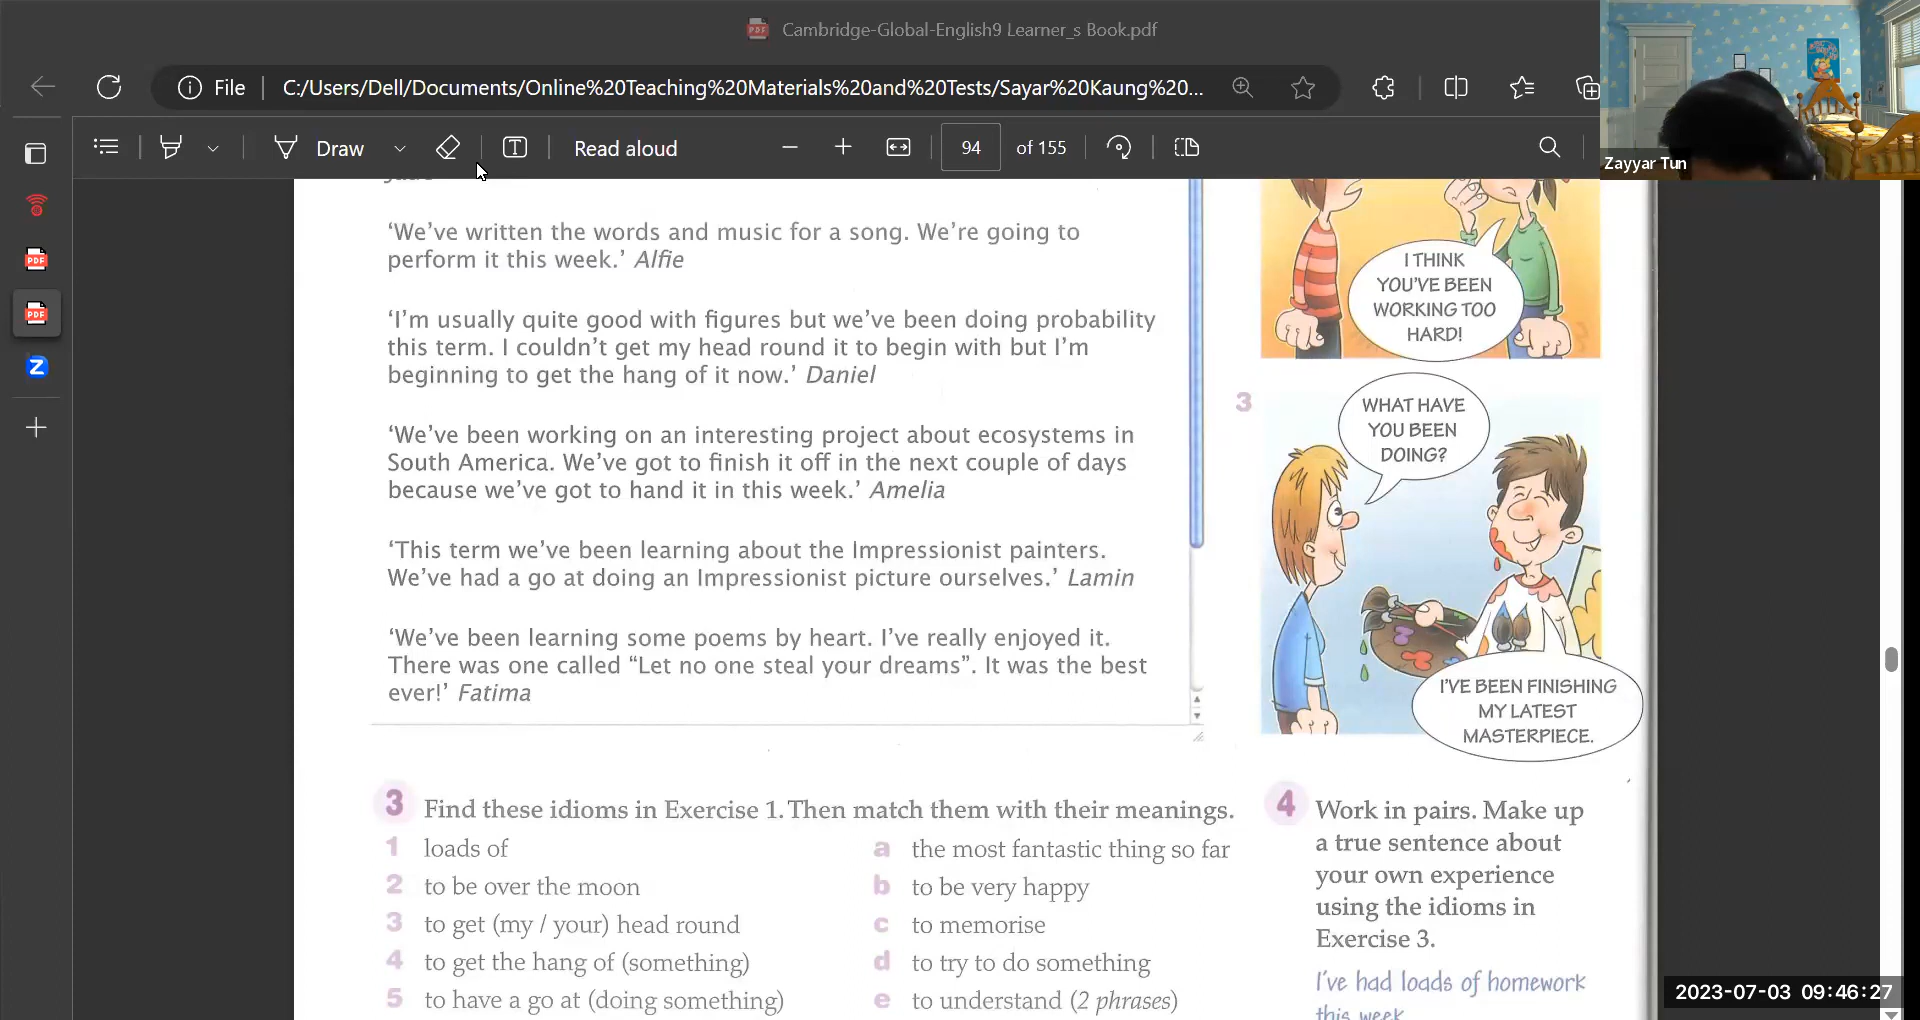 Cambridge-Global-English9 Learner_s Book.pdf
File
C:/Users/Dell/Documents/Online%20Teaching%20Materials%20and%20Tests/Sayar%20Kaung%20...
Draw
Read aloud
94
of 155
Zayyar Tun
‘We’ve written the words and music for a song. We’re going to
perform it this week.’ Alfie
‘I’m usually quite good with figures but we’ve been doing probability
this term. I couldn’t get my head round it to begin with but I’m
beginning to get the hang of it now.’ Daniel
‘We’ve been working on an interesting project about ecosystems in
South America. We’ve got to finish it off in the next couple of days
because we’ve got to hand it in this week.’ Amelia
‘This term we’ve been learning about the Impressionist painters.
We’ve had a go at doing an Impressionist picture ourselves.’ Lamin
‘We’ve been learning some poems by heart. I’ve really enjoyed it.
There was one called “Let no one steal your dreams”. It was the best
ever!’ Fatima
I THINK
YOU’VE BEEN
WORKING TOO
HARD!
3
WHAT HAVE
YOU BEEN
DOING?
I’VE BEEN FINISHING
MY LATEST
MASTERPIECE.
3 Find these idioms in Exercise 1. Then match them with their meanings.
1 loads of
2 to be over the moon
3 to get (my / your) head round
4 to get the hang of (something)
5 to have a go at (doing something)
a the most fantastic thing so far
b to be very happy
c to memorise
d to try to do something
e to understand (2 phrases)
4 Work in pairs. Make up
a true sentence about
your own experience
using the idioms in
Exercise 3.
I’ve had loads of homework
this week
2023-07-03 09:46:27